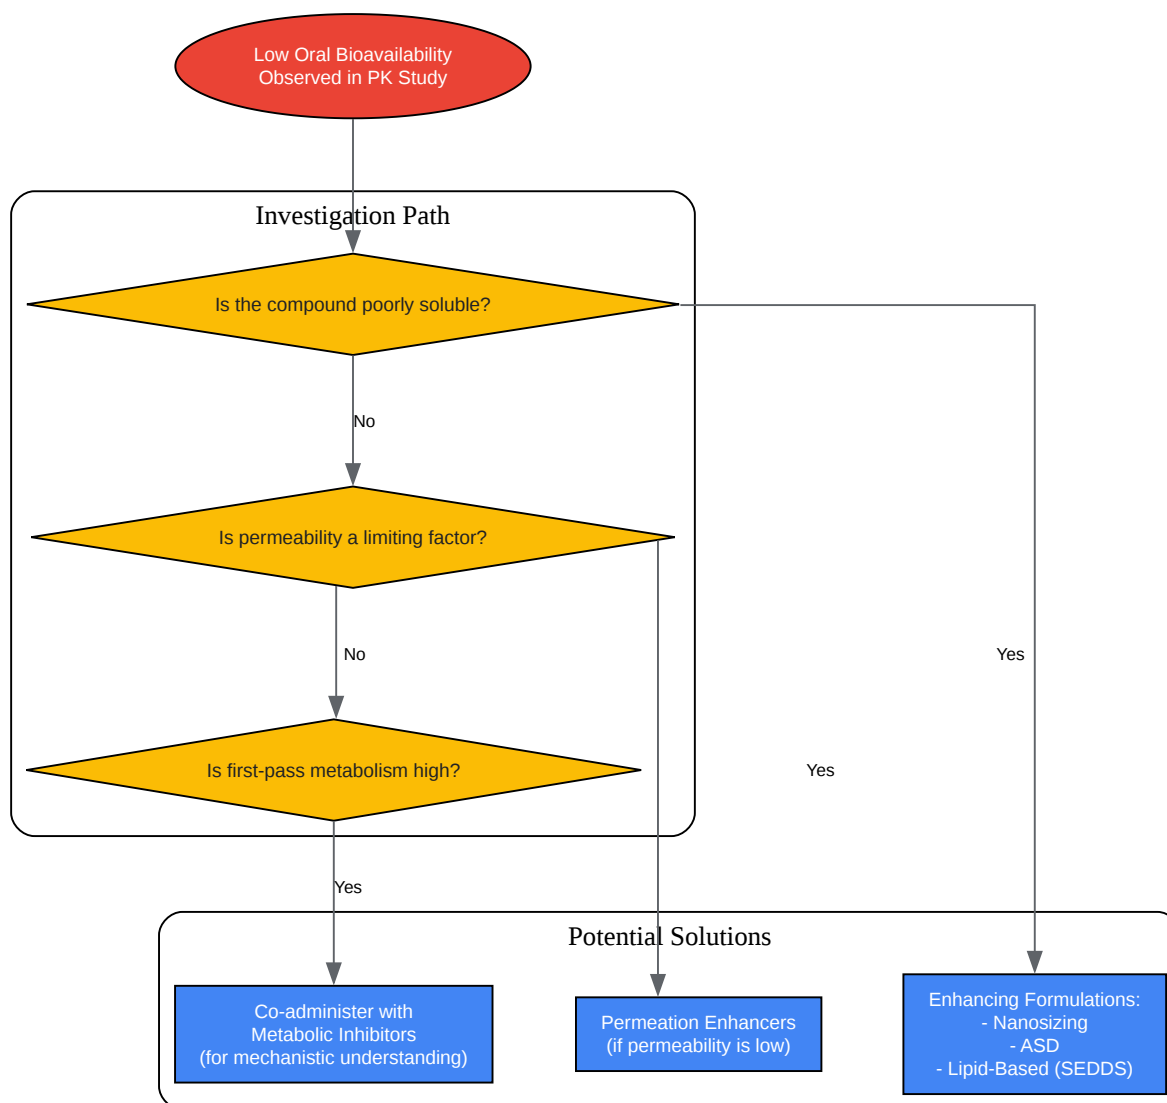 Low Oral Bioavailability
Observed in PK Study
Investigation Path
Is the compound poorly soluble?
No
Is permeability a limiting factor?
No
Yes
Is first-pass metabolism high?
Yes
Yes
Potential Solutions
Co-administer with
Metabolic Inhibitors
(for mechanistic understanding)
Permeation Enhancers
(if permeability is low)
Enhancing Formulations:
- Nanosizing
- ASD
- Lipid-Based (SEDDS)